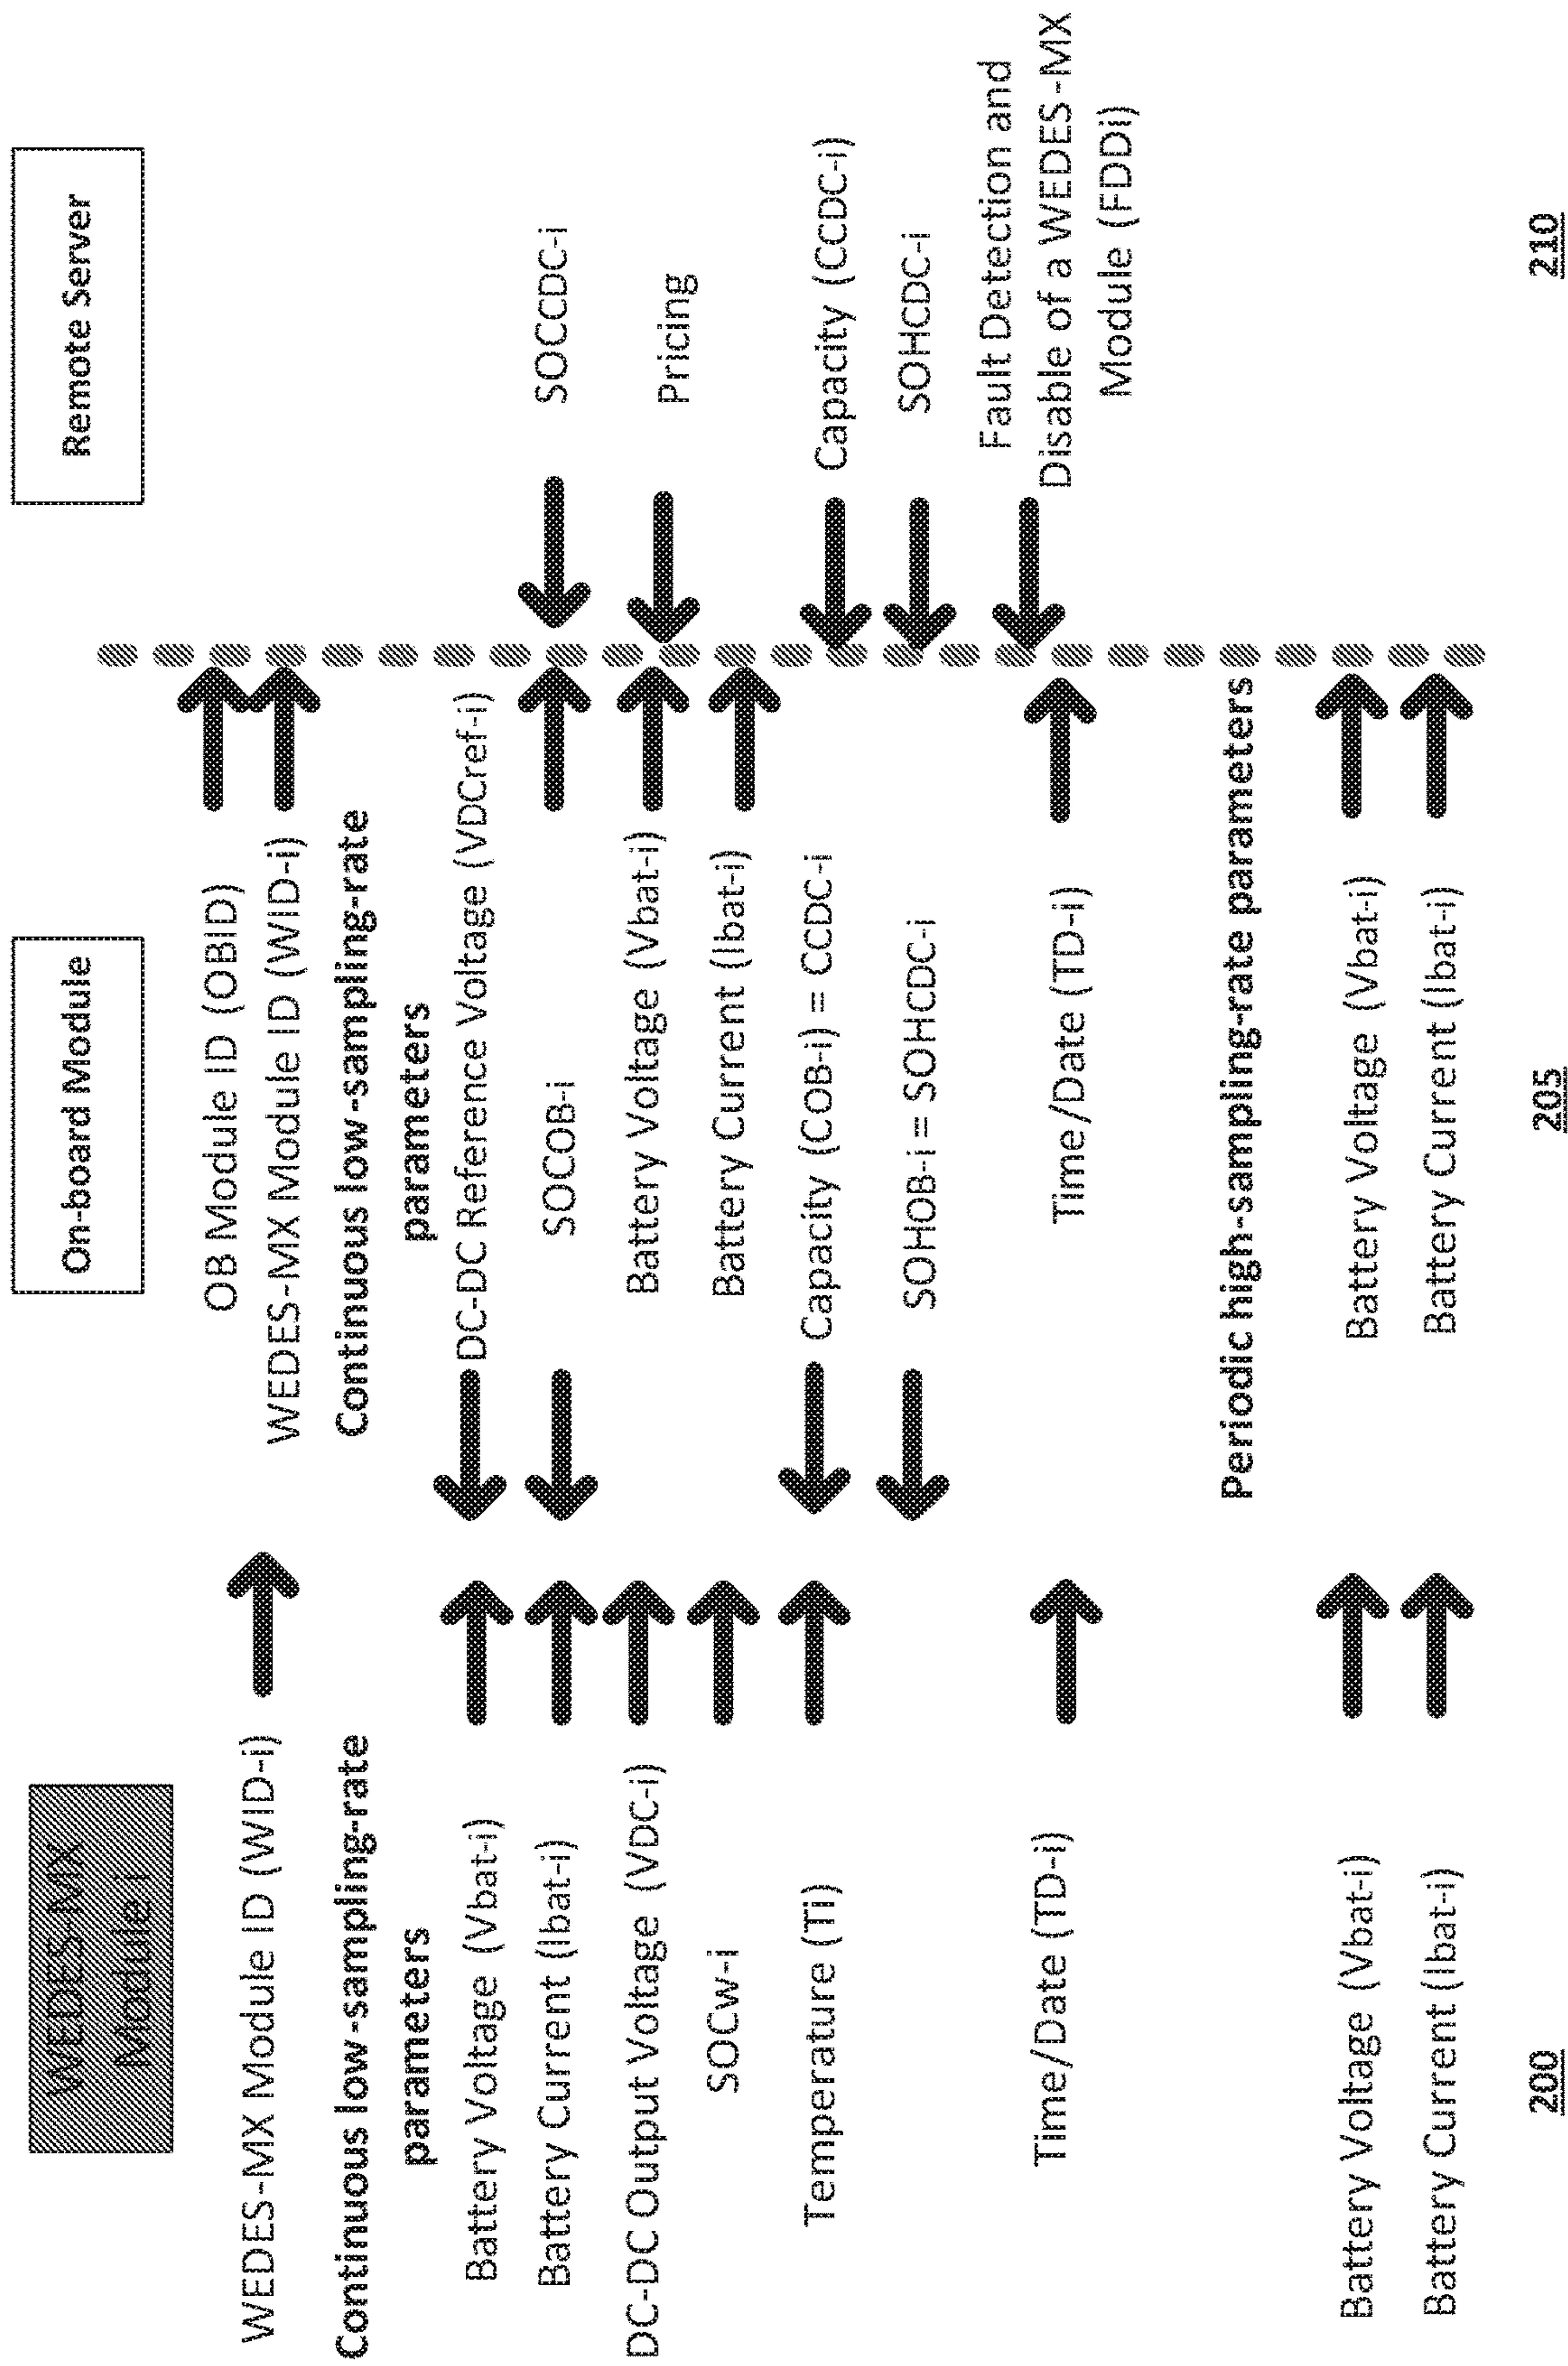 WEDES-MX
Module i
WEDES-MX Module ID (WID-i)
Continuous low-sampling-rate
parameters
Battery Voltage (Vbat-i)
Battery Current (Ibat-i)
DC-DC Output Voltage (VDC-i)
SOCw-i
Temperature (Ti)
Time/Date (TD-i)
Battery Voltage (Vbat-i)
Battery Current (Ibat-i)
200
On-board Module
OB Module ID (OBID)
WEDES-MX Module ID (WID-i)
Continuous low-sampling-rate
parameters
DC-DC Reference Voltage (VDCref-i)
SOCOB-i
Battery Voltage (Vbat-i)
Battery Current (Ibat-i)
Capacity (COB-i) = CCDC-i
SOHOB-i = SOHCDC-i
Time/Date (TD-i)
Periodic high-sampling-rate parameters
Battery Voltage (Vbat-i)
Battery Current (Ibat-i)
205
Remote Server
SOCCDC-i
Pricing
Capacity (CCDC-i)
SOHCDC-i
Fault Detection and
Disable of a WEDES-MX
Module (FDDi)
210